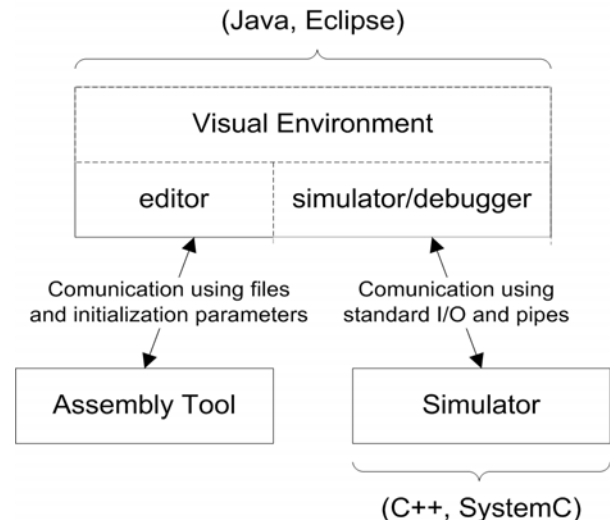 (Java, Eclipse)
Visual Environment
editor
simulator/debugger
Comunication using files
and initialization parameters
Comunication using
standard I/O and pipes
Assembly Tool
Simulator
(C++, SystemC)